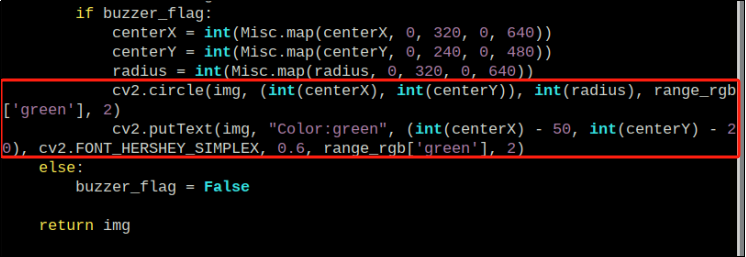 if buzzer_flag:
            centerX = int(Misc.map(centerX, 0, 320, 0, 640))
            centerY = int(Misc.map(centerY, 0, 240, 0, 480))
            radius = int(Misc.map(radius, 0, 320, 0, 640))
            cv2.circle(img, (int(centerX), int(centerY)), int(radius), range_rgb
['green'], 2)
            cv2.putText(img, "Color:green", (int(centerX) - 50, int(centerY) - 2
0), cv2.FONT_HERSHEY_SIMPLEX, 0.6, range_rgb['green'], 2)
    else:
        buzzer_flag = False
    return img